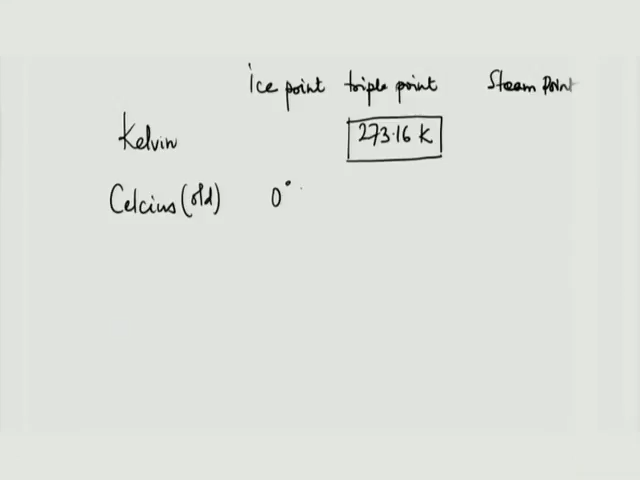 Ice point triple point Steam Point
Kelvin 273.16 K
Celcius (old) 0°